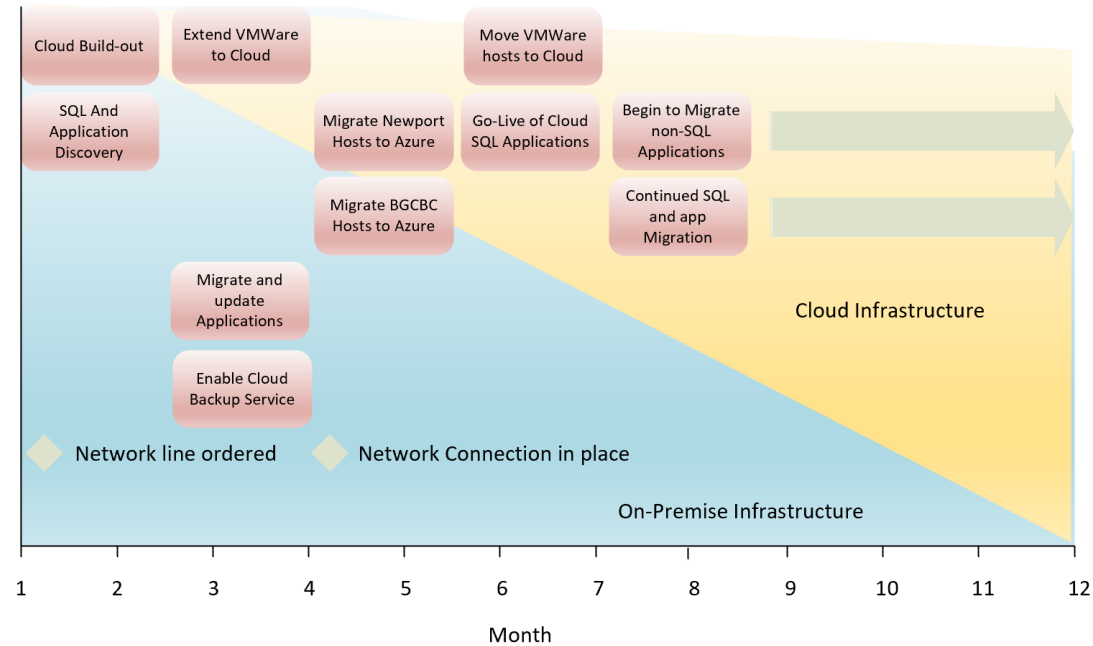 Cloud Build-out
Extend VMWare
to Cloud
Move VMWare
hosts to Cloud
SQL And
Application
Discovery
Migrate Newport
Hosts to Azure
Go-Live of Cloud
SQL Applications
Begin to Migrate
non-SQL
Applications
Migrate BGCBC
Hosts to Azure
Continued SQL
and app
Migration
Migrate and
update
Applications
Cloud Infrastructure
Enable Cloud
Backup Service
Network line ordered
Network Connection in place
On-Premise Infrastructure
1 2 3 4 5 6 7 8 9 10 11 12
Month